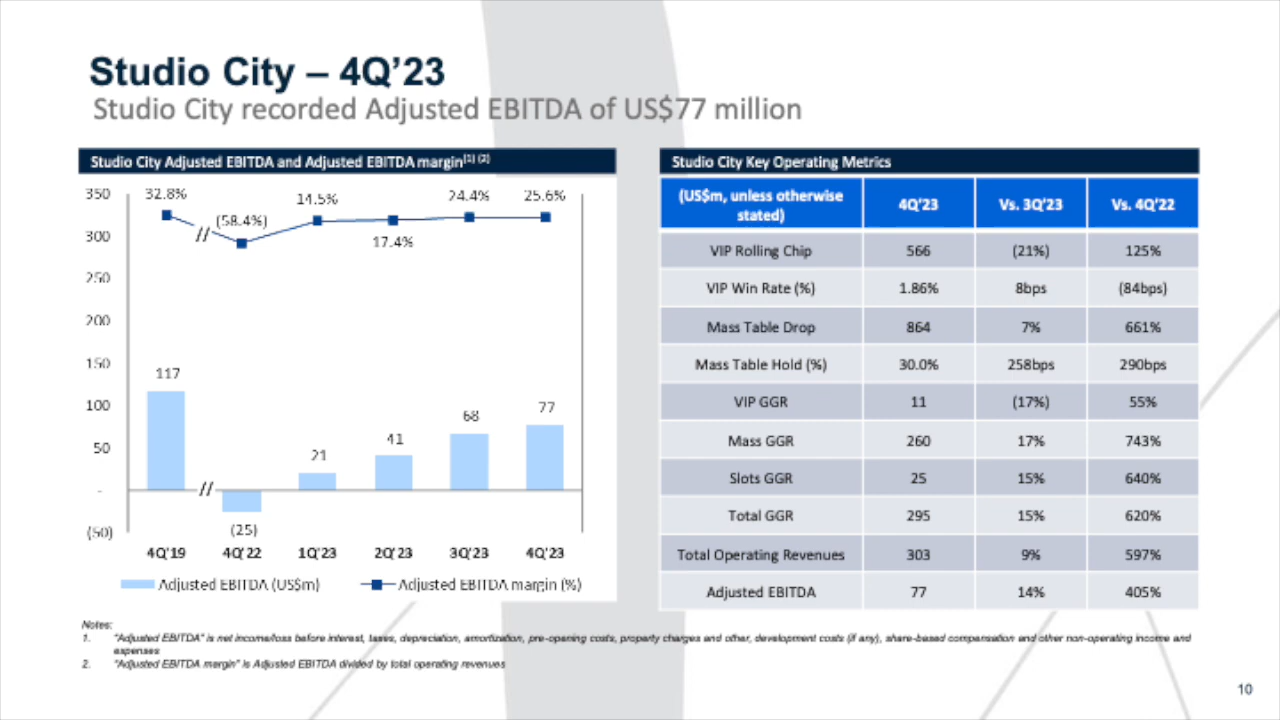 Studio City – 4Q’23
Studio City recorded Adjusted EBITDA of US$77 million
Studio City Adjusted EBITDA and Adjusted EBITDA margin(1) (2)
350
300
250
200
150
100
50
-
(50)
32.8%
(58.4%)
14.5%
17.4%
24.4%
25.6%
//
117
(25)
21
41
68
77
//
4Q'19 4Q'22 1Q'23 2Q'23 3Q'23 4Q'23
Adjusted EBITDA (US$m) Adjusted EBITDA margin (%)
Studio City Key Operating Metrics
(US$m, unless otherwise stated) 4Q’23 Vs. 3Q’23 Vs. 4Q’22
VIP Rolling Chip 566 (21%) 125%
VIP Win Rate (%) 1.86% 8bps (84bps)
Mass Table Drop 864 7% 661%
Mass Table Hold (%) 30.0% 258bps 290bps
VIP GGR 11 (17%) 55%
Mass GGR 260 17% 743%
Slots GGR 25 15% 640%
Total GGR 295 15% 620%
Total Operating Revenues 303 9% 597%
Adjusted EBITDA 77 14% 405%
Notes:
1. “Adjusted EBITDA” is net income/loss before interest, taxes, depreciation, amortization, pre-opening costs, property charges and other, development costs (if any), share-based compensation and other non-operating income and
expenses
2. “Adjusted EBITDA margin” is Adjusted EBITDA divided by total operating revenues
10